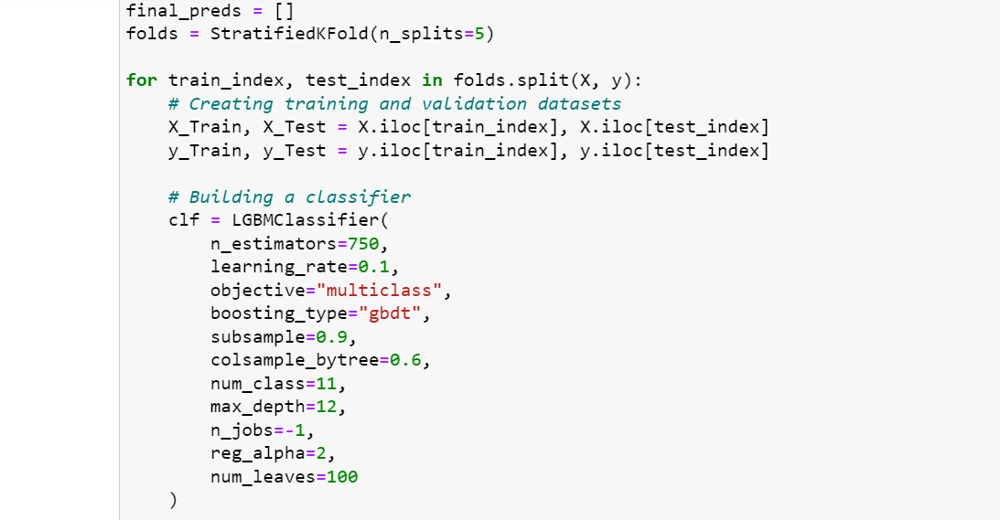 final_preds = []
folds = StratifiedKFold(n_splits=5)
for train_index, test_index in folds.split(X, y):
    # Creating training and validation datasets
    X_Train, X_Test = X.iloc[train_index], X.iloc[test_index]
    y_Train, y_Test = y.iloc[train_index], y.iloc[test_index]
    # Building a classifier
    clf = LGBMClassifier(
        n_estimators=750,
        learning_rate=0.1,
        objective="multiclass",
        boosting_type="gbdt",
        subsample=0.9,
        colsample_bytree=0.6,
        num_class=11,
        max_depth=12,
        n_jobs=-1,
        reg_alpha=2,
        num_leaves=100
    )